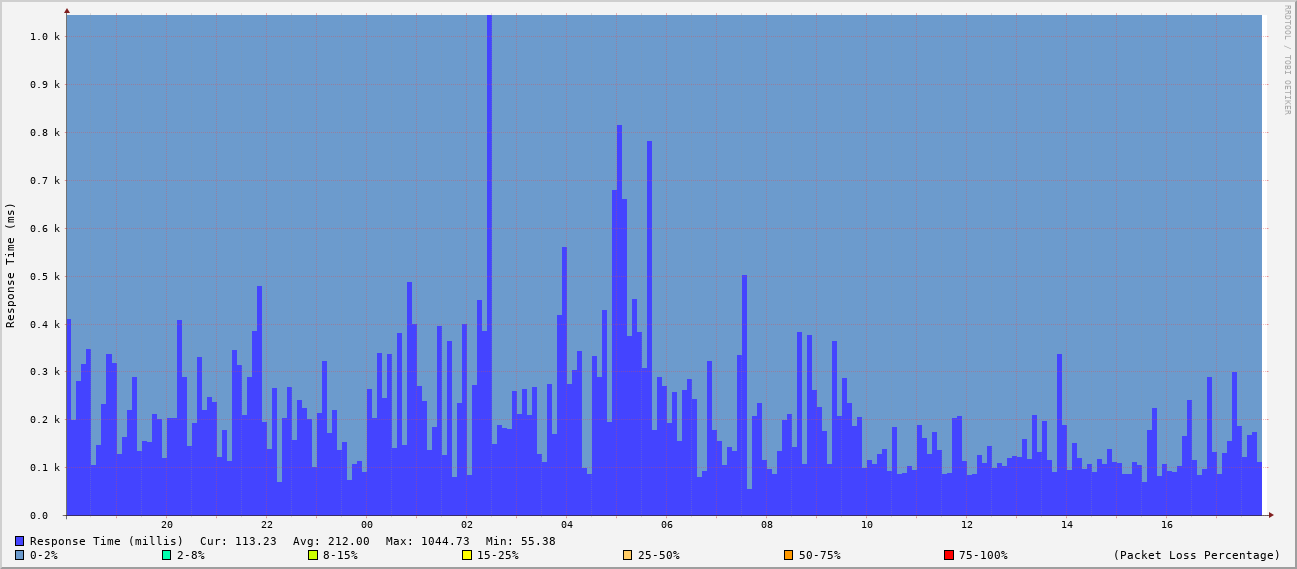 RRDTOOL / TOBI OETIKER
Response Time (ms)
1.0 k
0.9 k
0.8 k
0.7 k
0.6 k
0.5 k
0.4 k
0.3 k
0.2 k
0.1 k
0.0
20 22 00 02 04 06 08 10 12 14 16
Response Time (millis) Cur: 113.23 Avg: 212.00 Max: 1044.73 Min: 55.38
0-2% 2-8% 8-15% 15-25% 25-50% 50-75% 75-100% (Packet Loss Percentage)